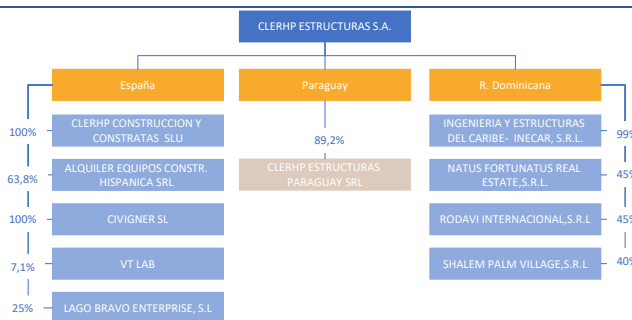 CLERHP ESTRUCTURAS S.A.
España
Paraguay
R. Dominicana
100%
CLERHP CONSTRUCCION Y
CONSTRATAS SLU
63,8%
ALQUILER EQUIPOS CONSTR.
HISPANICA SRL
100%
CIVIGNER SL
7,1%
VT LAB
25%
LAGO BRAVO ENTERPRISE, S.L
89,2%
CLERHP ESTRUCTURAS
PARAGUAY SRL
INGENIERIA Y ESTRUCTURAS
DEL CARIBE- INECAR, S.R.L.
99%
NATUS FORTUNATUS REAL
ESTATE,S.R.L.
45%
RODAVI INTERNACIONAL,S.R.L
45%
SHALEM PALM VILLAGE,S.R.L
40%